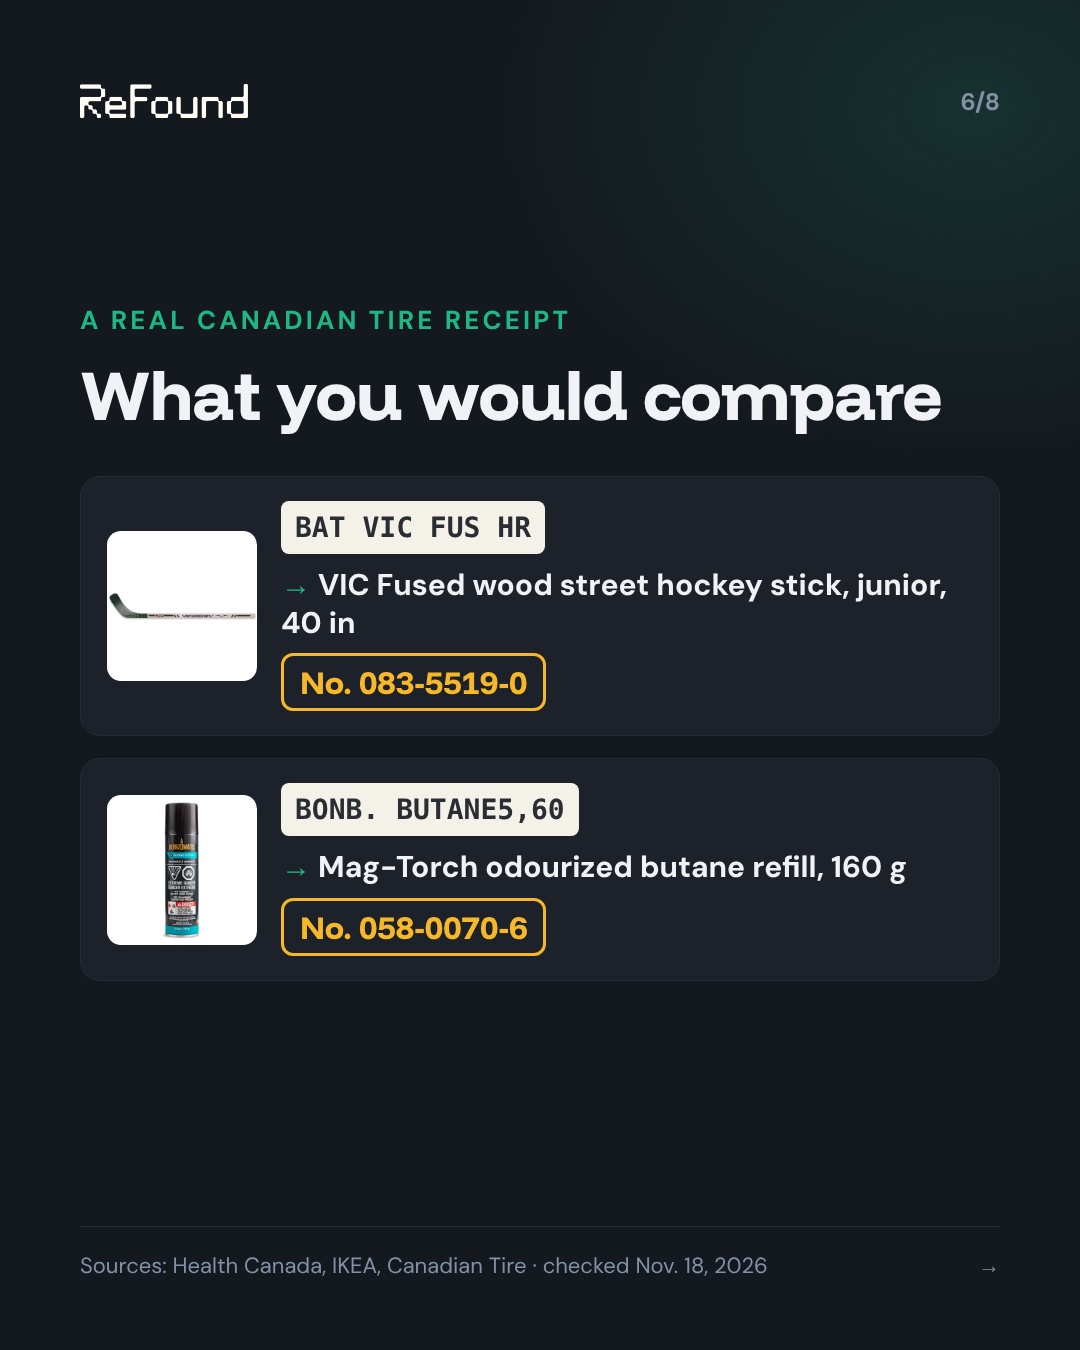 ReFound
6/8
A REAL CANADIAN TIRE RECEIPT
What you would compare
BAT VIC FUS HR
→ VIC Fused wood street hockey stick, junior,
40 in
No. 083-5519-0
BONB. BUTANE5,60
→ Mag-Torch odourized butane refill, 160 g
No. 058-0070-6
Sources: Health Canada, IKEA, Canadian Tire · checked Nov. 18, 2026
→